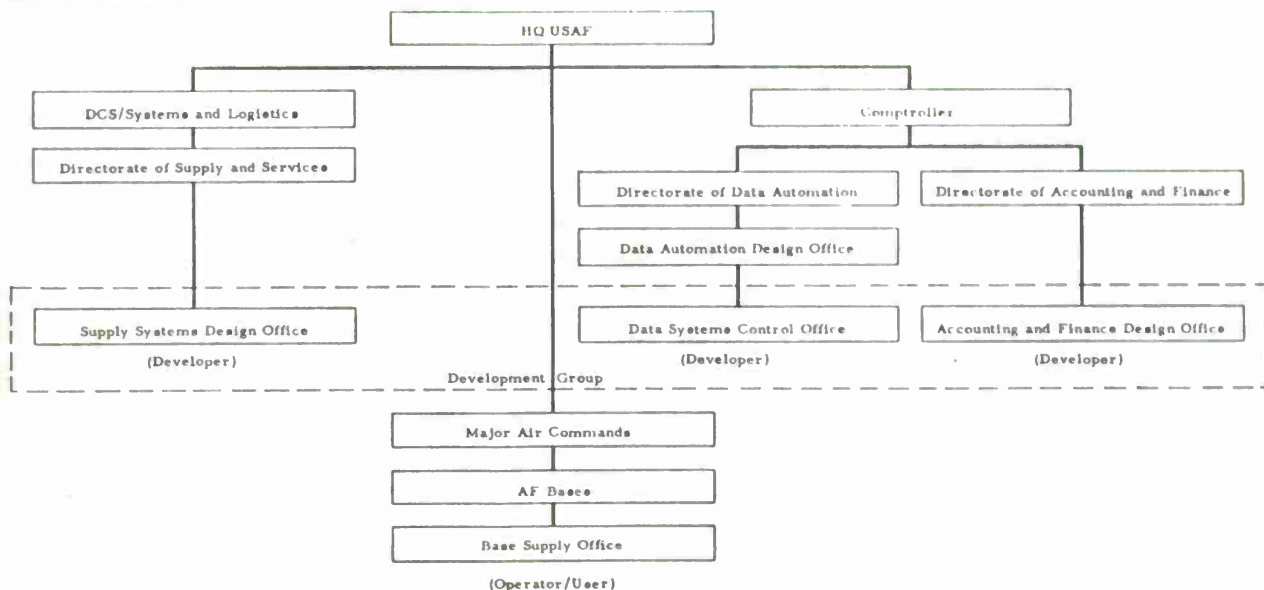 HQ USAF
DCS/Systems and Logistics
Comptroller
Directorate of Supply and Services
Directorate of Data Automation
Directorate of Accounting and Finance
Data Automation Design Office
Supply Systems Design Office
Data Systems Control Office
Accounting and Finance Design Office
(Developer)
(Developer)
(Developer)
Development Group
Major Air Commands
AF Bases
Base Supply Office
(Operator/User)